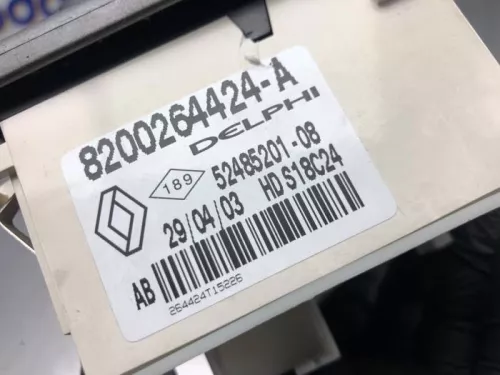 8200264424-A
DELPHI
189
52485201-08
29/04/03 HD S18C24
AB
264424T15226